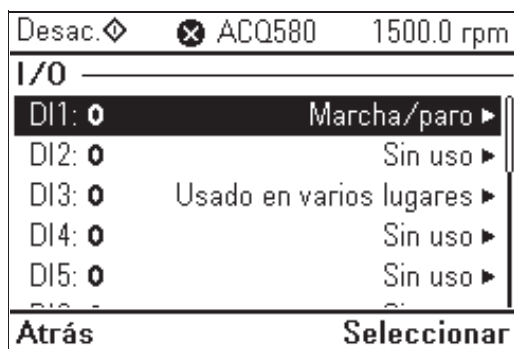 Desac. ACQ580 1500.0 rpm
I/O
DI1: 0 Marcha/paro
DI2: 0 Sin uso
DI3: 0 Usado en varios lugares
DI4: 0 Sin uso
DI5: 0 Sin uso
Atrás Seleccionar